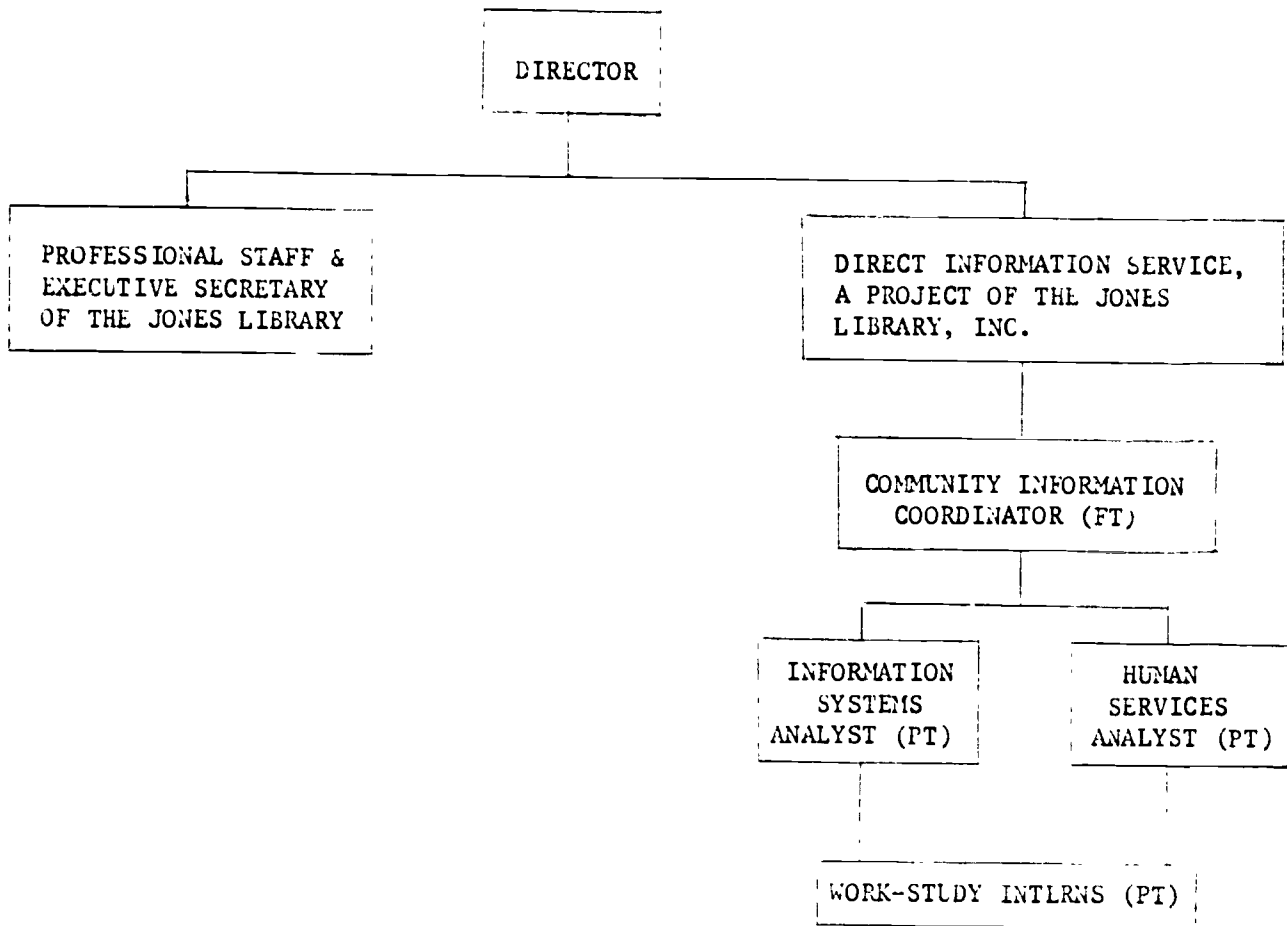 DIRECTOR
PROFESSIONAL STAFF &
EXECUTIVE SECRETARY
OF THE JONES LIBRARY
DIRECT INFORMATION SERVICE,
A PROJECT OF THE JONES
LIBRARY, INC.
COMMUNITY INFORMATION
COORDINATOR (FT)
INFORMATION
SYSTEMS
ANALYST (PT)
HUMAN
SERVICES
ANALYST (PT)
WORK-STUDY INTERNS (PT)